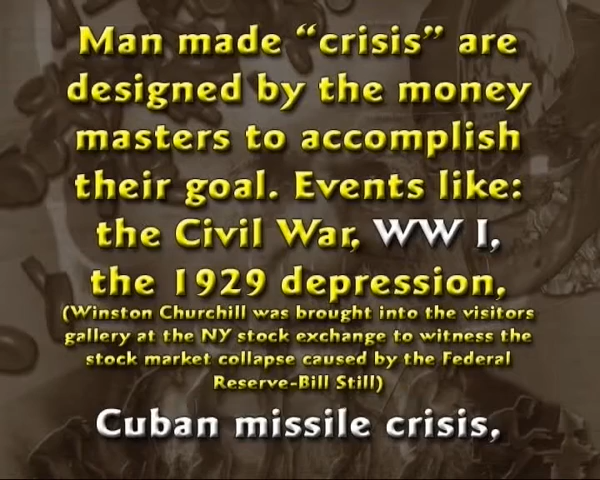 Man made “crisis” are
designed by the money
masters to accomplish
their goal. Events like:
the Civil War, WW I,
the 1929 depression,
(Winston Churchill was brought into the visitors
gallery at the NY stock exchange to witness the
stock market collapse caused by the Federal
Reserve-Bill Still)
Cuban missile crisis,